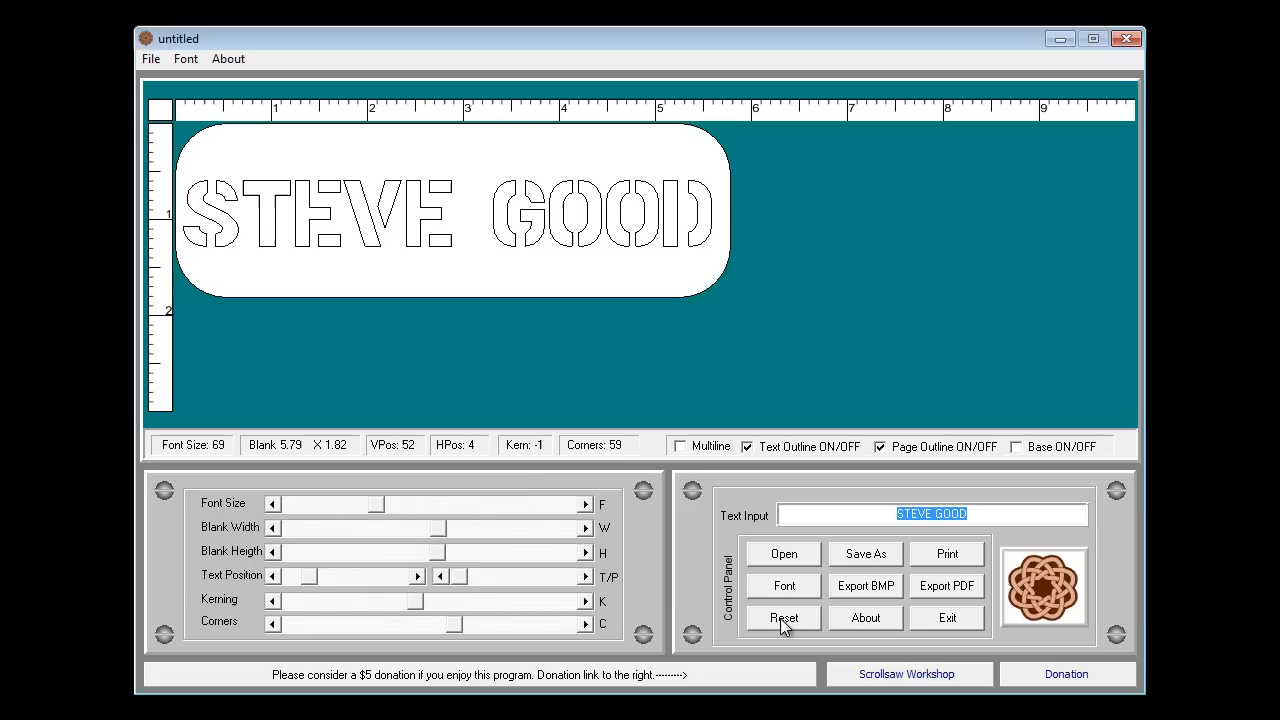 untitled
File Font About
1 2 3 4 5 6 7 8 9
1
2
STEVE GOOD
Font Size: 69 Blank 5.79 X 1.82 VPos: 52 HPos: 4 Kern: -1 Corners: 59 Multiline Text Outline ON/OFF Page Outline ON/OFF Base ON/OFF
Font Size F
Blank Width W
Blank Heigth H
Text Position T/P
Kerning K
Corners C
Text Input STEVE GOOD
Control Panel
Open Save As Print
Font Export BMP Export PDF
Reset About Exit
Please consider a $5 donation if you enjoy this program. Donation link to the right.--------->
Scrollsaw Workshop
Donation